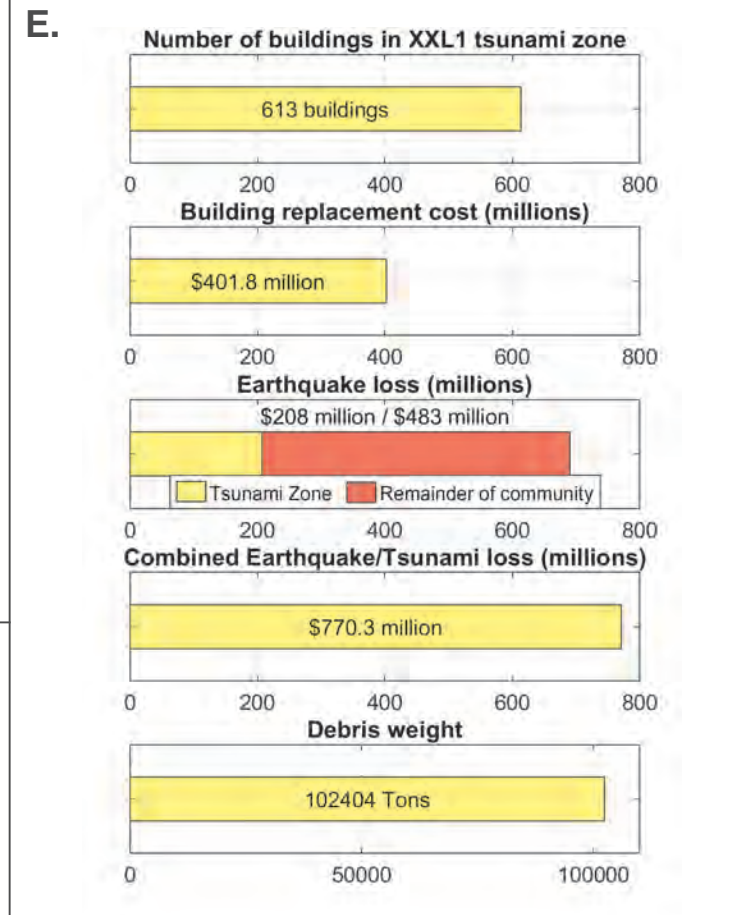 E.
Number of buildings in XXL1 tsunami zone
613 buildings
0 200 400 600 800
Building replacement cost (millions)
$401.8 million
0 200 400 600 800
Earthquake loss (millions)
$208 million / $483 million
Tsunami Zone Remainder of community
0 200 400 600 800
Combined Earthquake/Tsunami loss (millions)
$770.3 million
0 200 400 600 800
Debris weight
102404 Tons
0 50000 100000